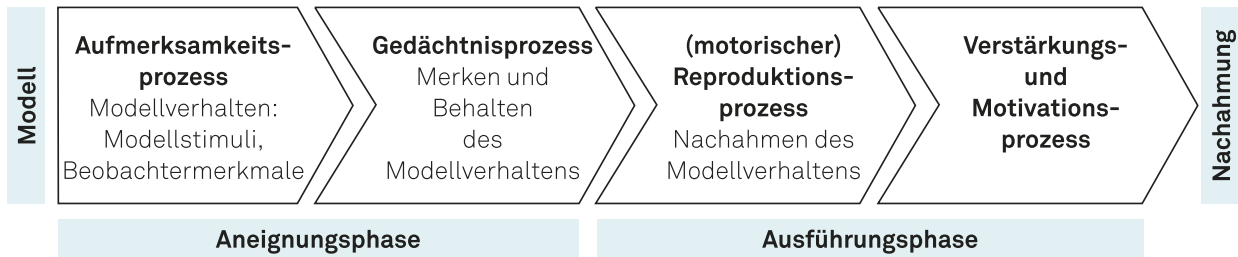 Modell
Aufmerksamkeits-
prozess
Modellverhalten:
Modellstimuli,
Beobachtermerkmale
Gedächtnisprozess
Merken und
Behalten
des
Modellverhaltens
(motorischer)
Reproduktions-
prozess
Nachahmen des
Modellverhaltens
Verstärkungs-
und
Motivations-
prozess
Nachahmung
Aneignungsphase
Ausführungsphase